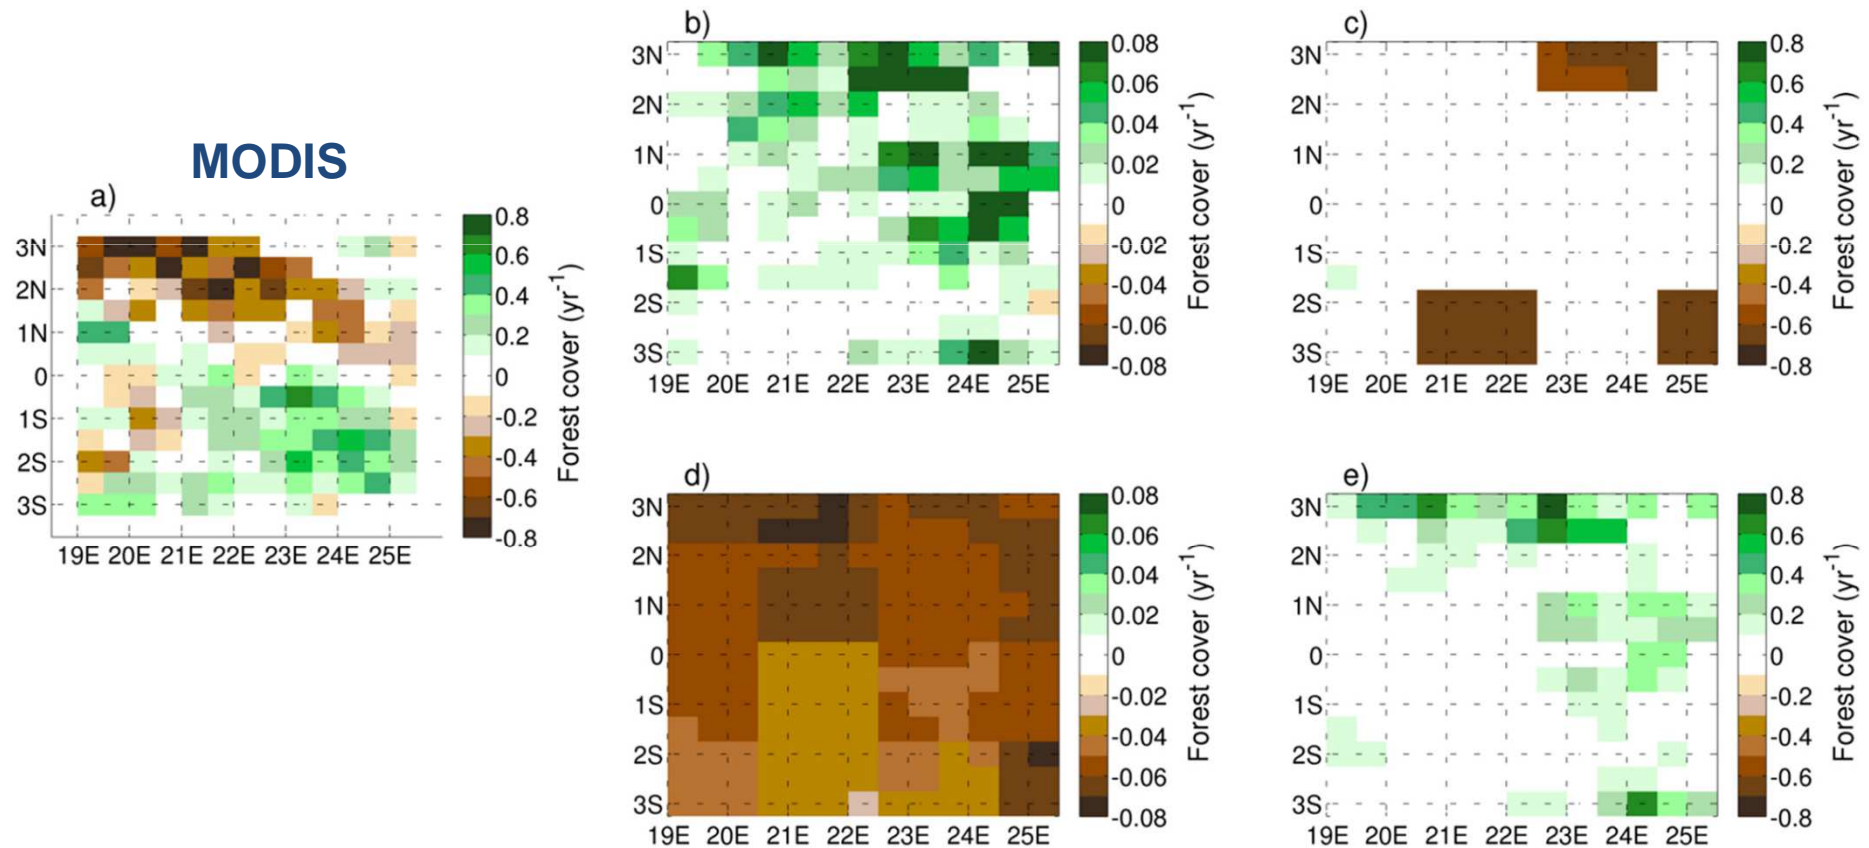 MODIS
a)
3N
2N
1N
0
1S
2S
3S
19E 20E 21E 22E 23E 24E 25E
0.8
0.6
0.4
0.2
0
-0.2
-0.4
-0.6
-0.8
Forest cover (yr⁻¹)
b)
3N
2N
1N
0
1S
2S
3S
19E 20E 21E 22E 23E 24E 25E
0.08
0.06
0.04
0.02
0
-0.02
-0.04
-0.06
-0.08
Forest cover (yr⁻¹)
c)
3N
2N
1N
0
1S
2S
3S
19E 20E 21E 22E 23E 24E 25E
0.8
0.6
0.4
0.2
0
-0.2
-0.4
-0.6
-0.8
Forest cover (yr⁻¹)
d)
3N
2N
1N
0
1S
2S
3S
19E 20E 21E 22E 23E 24E 25E
0.08
0.06
0.04
0.02
0
-0.02
-0.04
-0.06
-0.08
Forest cover (yr⁻¹)
e)
3N
2N
1N
0
1S
2S
3S
19E 20E 21E 22E 23E 24E 25E
0.8
0.6
0.4
0.2
0
-0.2
-0.4
-0.6
-0.8
Forest cover (yr⁻¹)